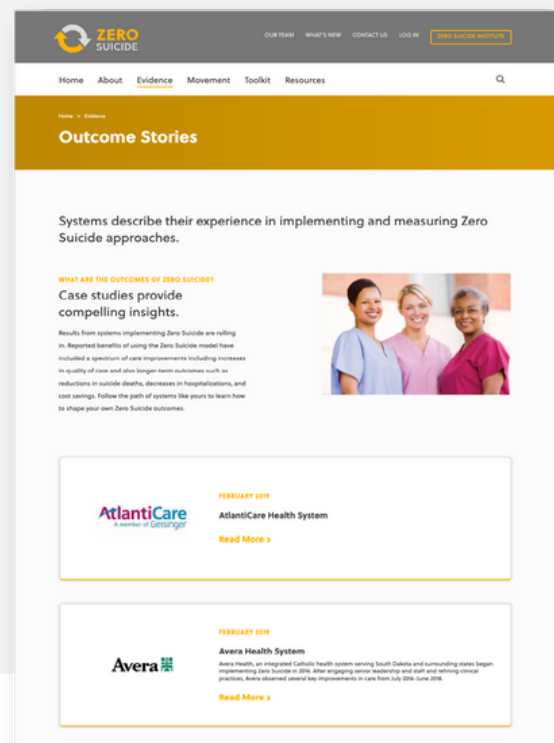 ZERO
SUICIDE
OUR TEAM WHAT'S NEW CONTACT US LOG IN ZERO SUICIDE INSTITUTE
Home About Evidence Movement Toolkit Resources
Home > Evidence
Outcome Stories
Systems describe their experience in implementing and measuring Zero
Suicide approaches.
WHAT ARE THE OUTCOMES OF ZERO SUICIDE?
Case studies provide
compelling insights.
Results from systems implementing Zero Suicide are rolling
in. Reported benefits of using the Zero Suicide model have
included a spectrum of care improvements including increases
in quality of care and also longer-term outcomes such as
reductions in suicide deaths, decreases in hospitalizations, and
cost savings. Follow the path of systems like yours to learn how
to shape your own Zero Suicide outcomes.
AtlantiCare
A member of Geisinger
FEBRUARY 2019
AtlantiCare Health System
Read More >
Avera
FEBRUARY 2019
Avera Health System
Avera Health, an integrated Catholic health system serving South Dakota and surrounding states began
implementing Zero Suicide in 2016. After engaging senior leadership and staff and refining clinical
practices, Avera observed several key improvements in care from July 2016-June 2018.
Read More >